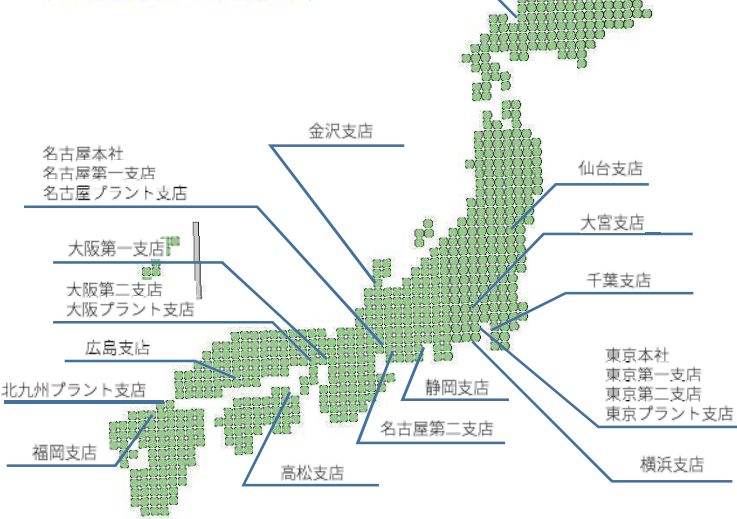 金沢支店
名古屋本社
名古屋第一支店
名古屋プラント支店
仙台支店
大宮支店
大阪第一支店
千葉支店
大阪第二支店
大阪プラント支店
広島支店
東京本社
東京第一支店
東京第二支店
東京プラント支店
北九州プラント支店
静岡支店
名古屋第二支店
福岡支店
高松支店
横浜支店